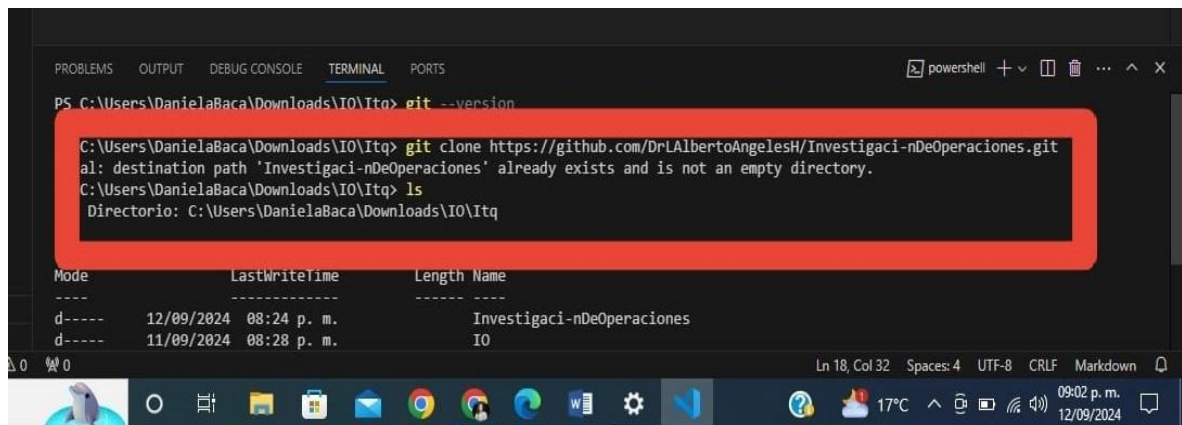 PROBLEMS OUTPUT DEBUG CONSOLE TERMINAL PORTS powershell
PS C:\Users\DanielaBaca\Downloads\IO\Itq> git --version
C:\Users\DanielaBaca\Downloads\IO\Itq> git clone https://github.com/DrLAlbertoAngelesH/Investigaci-nDeOperaciones.git
al: destination path 'Investigaci-nDeOperaciones' already exists and is not an empty directory.
C:\Users\DanielaBaca\Downloads\IO\Itq> ls
Directorio: C:\Users\DanielaBaca\Downloads\IO\Itq
Mode LastWriteTime Length Name
---- ------------- ------ ----
d----- 12/09/2024 08:24 p. m. Investigaci-nDeOperaciones
d----- 11/09/2024 08:28 p. m. IO
0 0 Ln 18, Col 32 Spaces: 4 UTF-8 CRLF Markdown
17°C 09:02 p. m.
12/09/2024